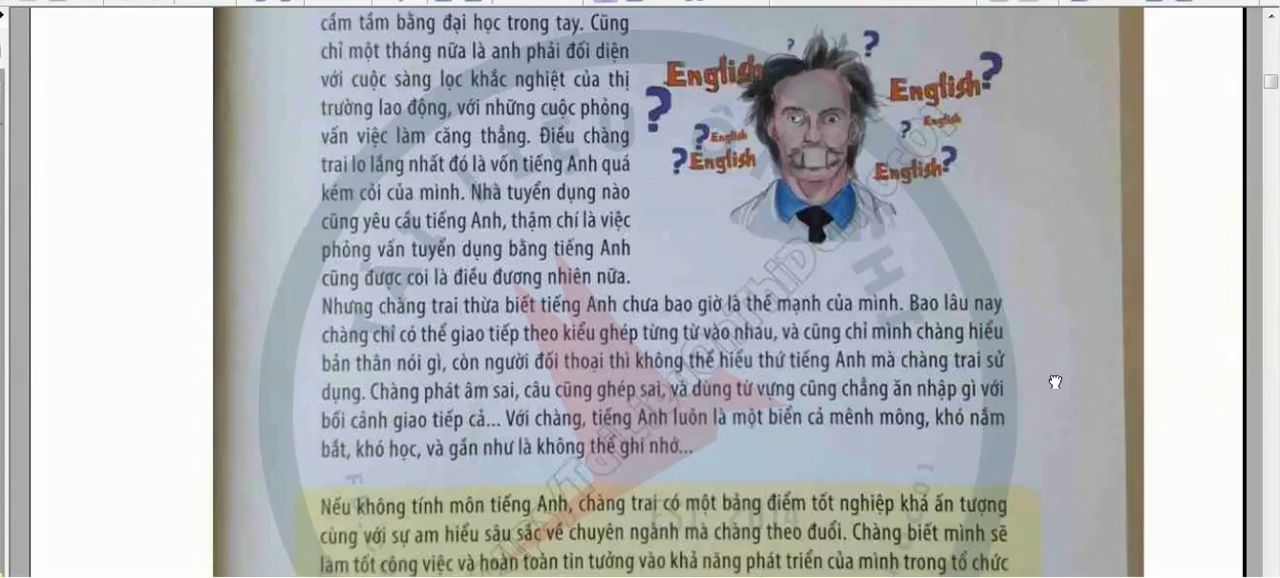 cầm tấm bằng đại học trong tay. Cũng
chỉ một tháng nữa là anh phải đối diện
với cuộc sàng lọc khắc nghiệt của thị
trường lao động, với những cuộc phỏng
vấn việc làm căng thẳng. Điều chàng
trai lo lắng nhất đó là vốn tiếng Anh quá
kém cỏi của mình. Nhà tuyển dụng nào
cũng yêu cầu tiếng Anh, thậm chí là việc
phỏng vấn tuyển dụng bằng tiếng Anh
cũng được coi là điều đương nhiên nữa.
?
?
English
English?
?
?English
? English
?English
English?
Nhưng chàng trai thừa biết tiếng Anh chưa bao giờ là thế mạnh của mình. Bao lâu nay
chàng chỉ có thể giao tiếp theo kiểu ghép từng từ vào nhau, và cũng chỉ mình chàng hiểu
bản thân nói gì, còn người đối thoại thì không thể hiểu thứ tiếng Anh mà chàng trai sử
dụng. Chàng phát âm sai, câu cũng ghép sai, và dùng từ vựng cũng chẳng ăn nhập gì với
bối cảnh giao tiếp cả... Với chàng, tiếng Anh luôn là một biển cả mênh mông, khó nắm
bắt, khó học, và gần như là không thể ghi nhớ...
Nếu không tính môn tiếng Anh, chàng trai có một bảng điểm tốt nghiệp khá ấn tượng
cùng với sự am hiểu sâu sắc về chuyên ngành mà chàng theo đuổi. Chàng biết mình sẽ
làm tốt công việc và hoàn toàn tin tưởng vào khả năng phát triển của mình trong tổ chức